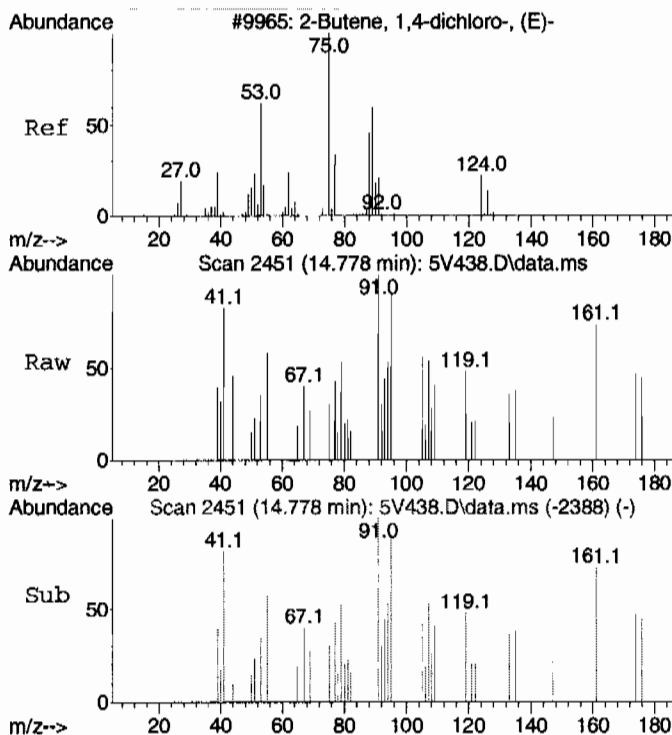 Abundance #9965: 2-Butene, 1,4-dichloro-, (E)-
75.0
53.0
Ref 50
27.0
124.0
92.0
0
m/z--> 20 40 60 80 100 120 140 160 180
Abundance Scan 2451 (14.778 min): 5V438.D\data.ms
91.0
41.1
161.1
Raw 50
67.1
119.1
0
m/z--> 20 40 60 80 100 120 140 160 180
Abundance Scan 2451 (14.778 min): 5V438.D\data.ms (-2388) (-)
91.0
41.1
161.1
Sub 50
67.1
119.1
0
m/z--> 20 40 60 80 100 120 140 160 180